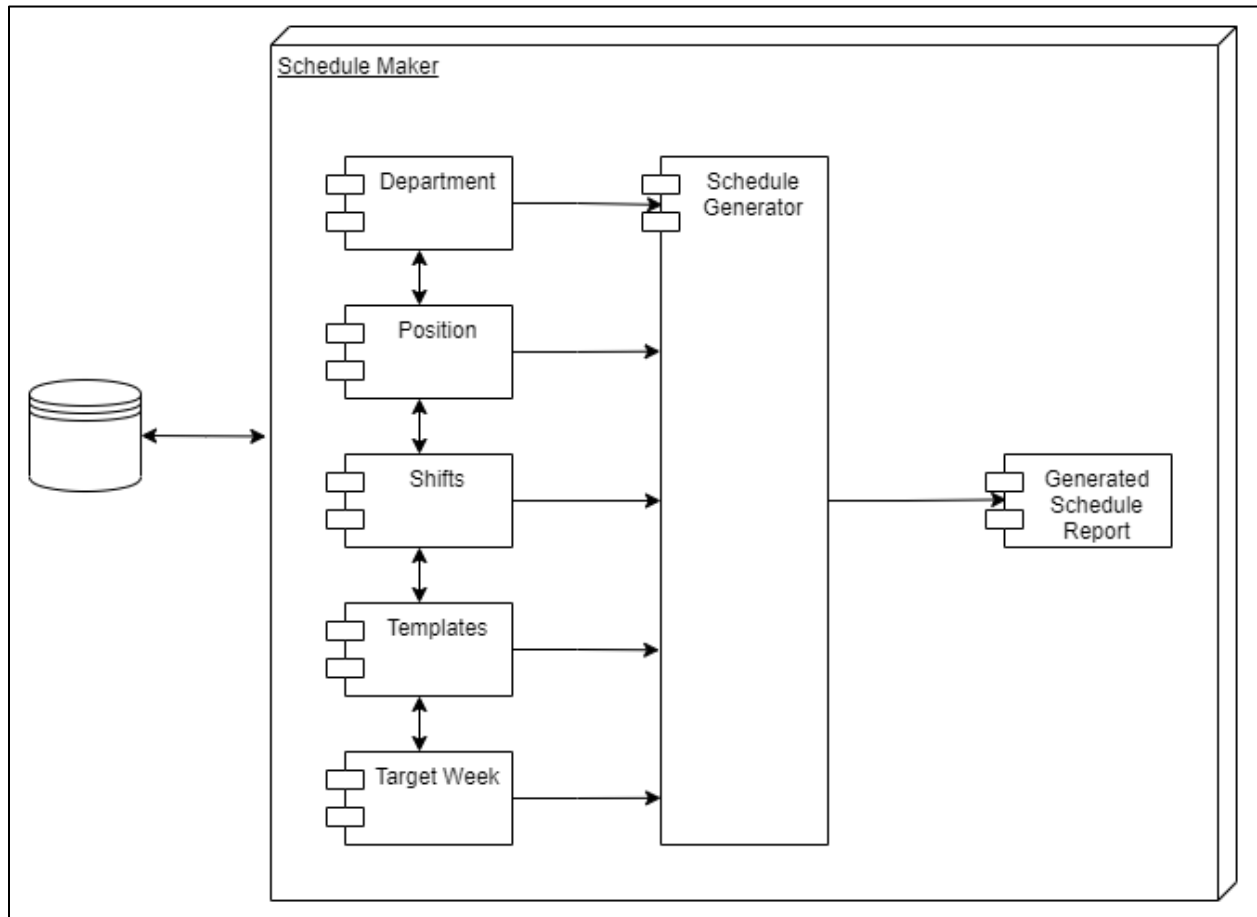 Schedule Maker
Department
Schedule
Generator
Position
Shifts
Generated
Schedule
Report
Templates
Target Week